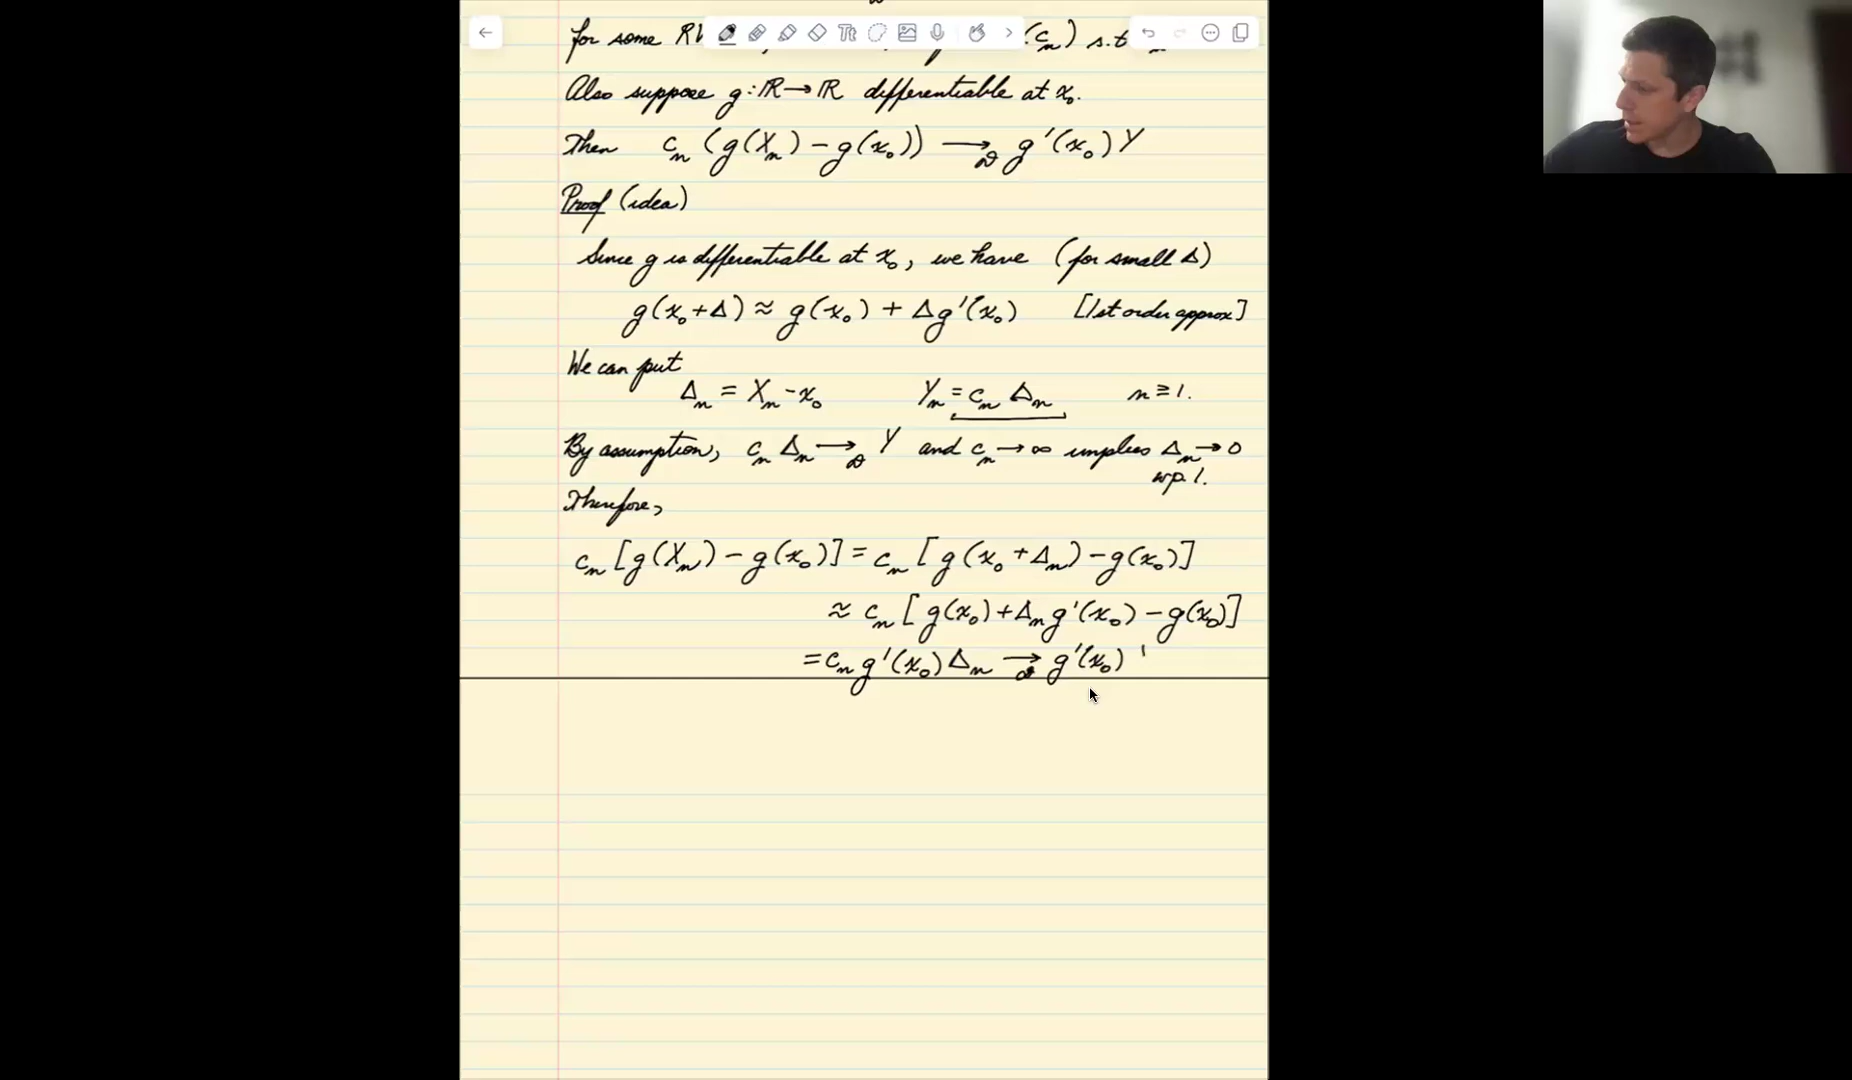 for some RV (cₙ) s.t
Also suppose g: ℝ→ℝ differentiable at x₀.
Then cₙ (g(Xₙ) − g(x₀)) →_D g'(x₀) Y
Proof (idea)
Since g is differentiable at x₀, we have (for small Δ)
g(x₀+Δ) ≈ g(x₀) + Δg'(x₀) [1st order approx]
We can put
Δₙ = Xₙ - x₀ Yₙ = cₙ Δₙ n ≥ 1.
By assumption, cₙ Δₙ →_D Y and cₙ → ∞ implies Δₙ → 0
wp. 1.
Therefore,
cₙ [g(Xₙ) − g(x₀)] = cₙ [g(x₀ + Δₙ) − g(x₀)]
≈ cₙ [g(x₀) + Δₙ g'(x₀) − g(x₀)]
= cₙ g'(x₀) Δₙ →_D g'(x₀)